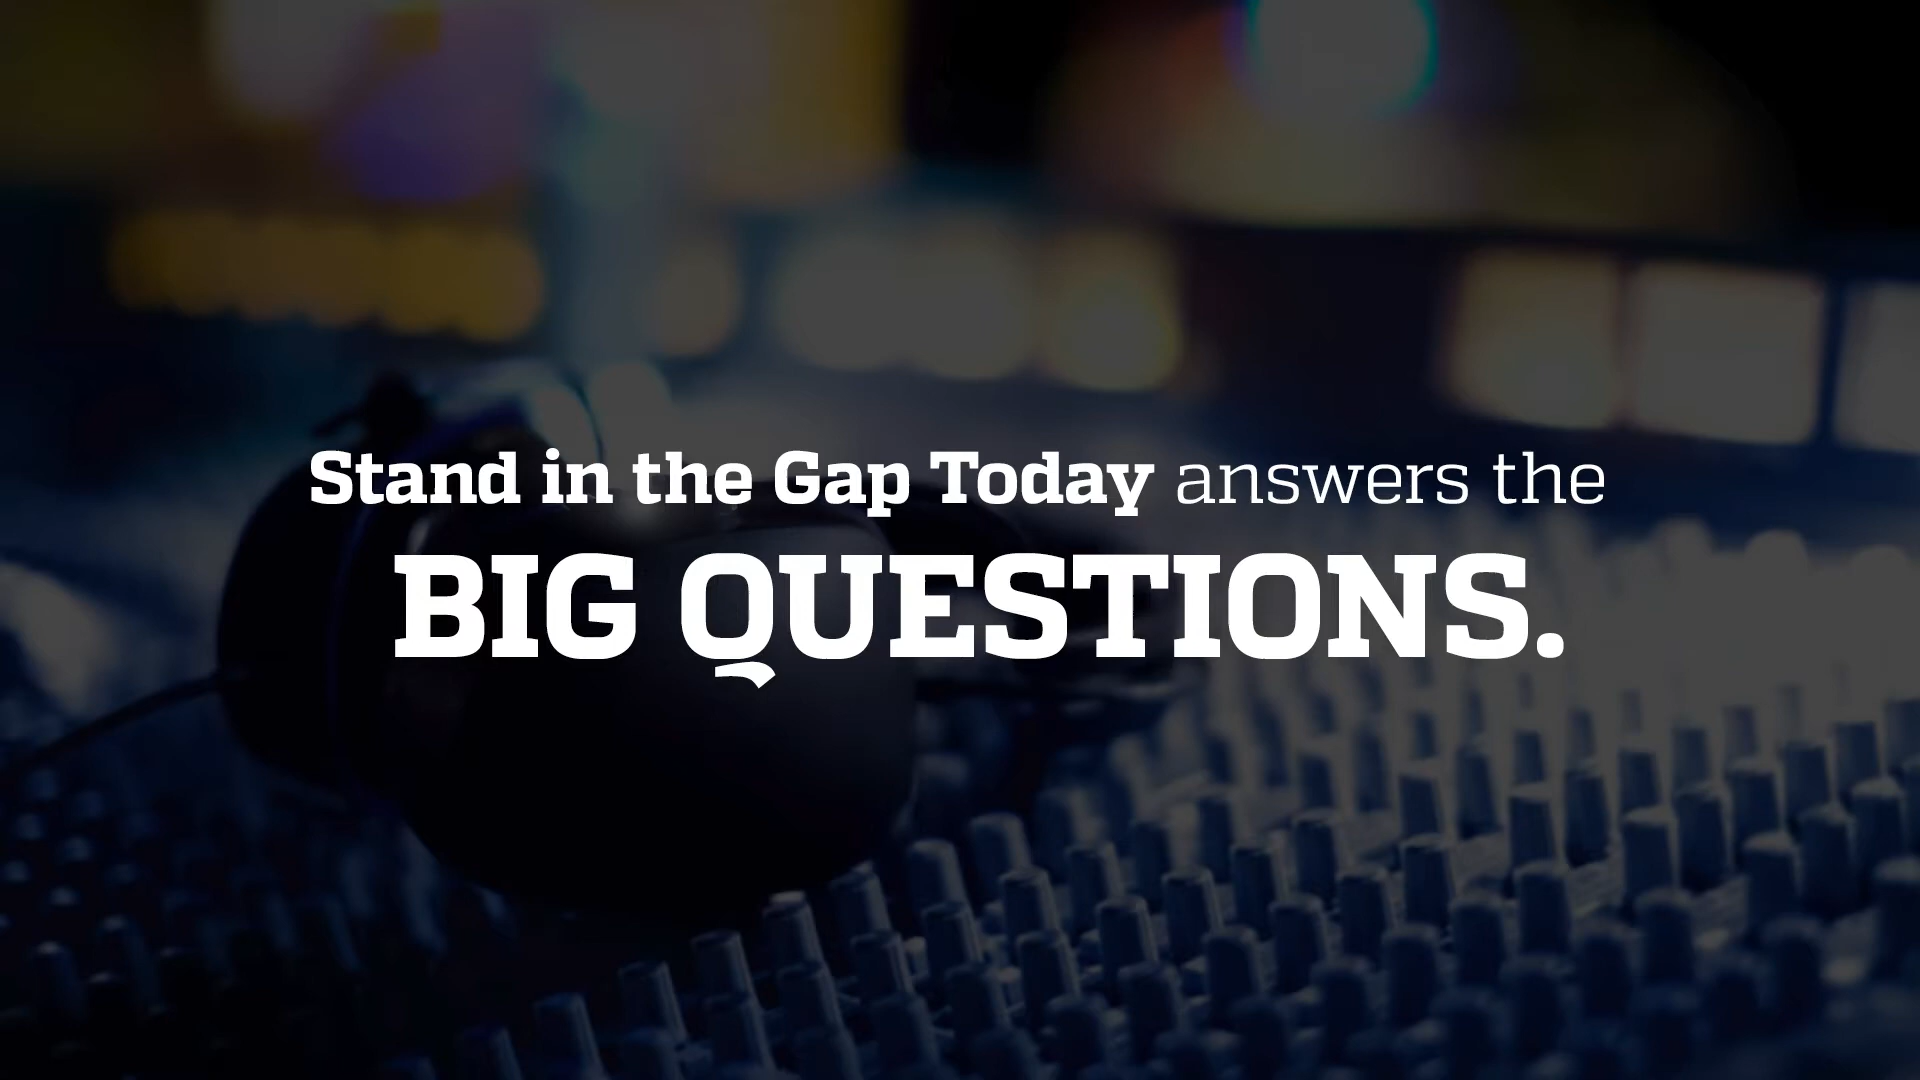 Stand in the Gap Today answers the
BIG QUESTIONS.